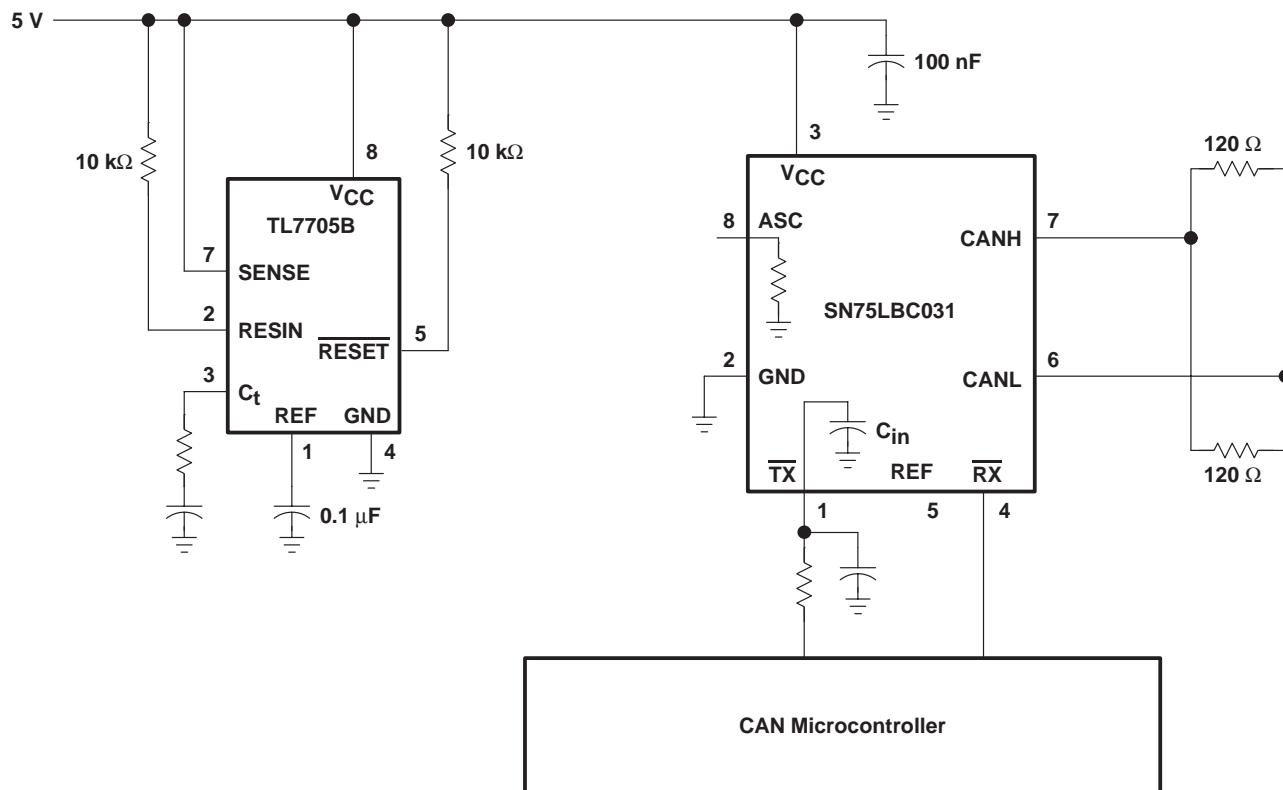 5 V
100 nF
3
10 kΩ
8
10 kΩ
120 Ω
VCC
VCC
TL7705B
8
ASC
7
7
CANH
SENSE
SN75LBC031
2
RESIN
5
RESET
2
6
GND
CANL
3
Ct
REF
GND
Cin
1
4
TX
REF
RX
120 Ω
0.1 μF
1
5
4
CAN Microcontroller